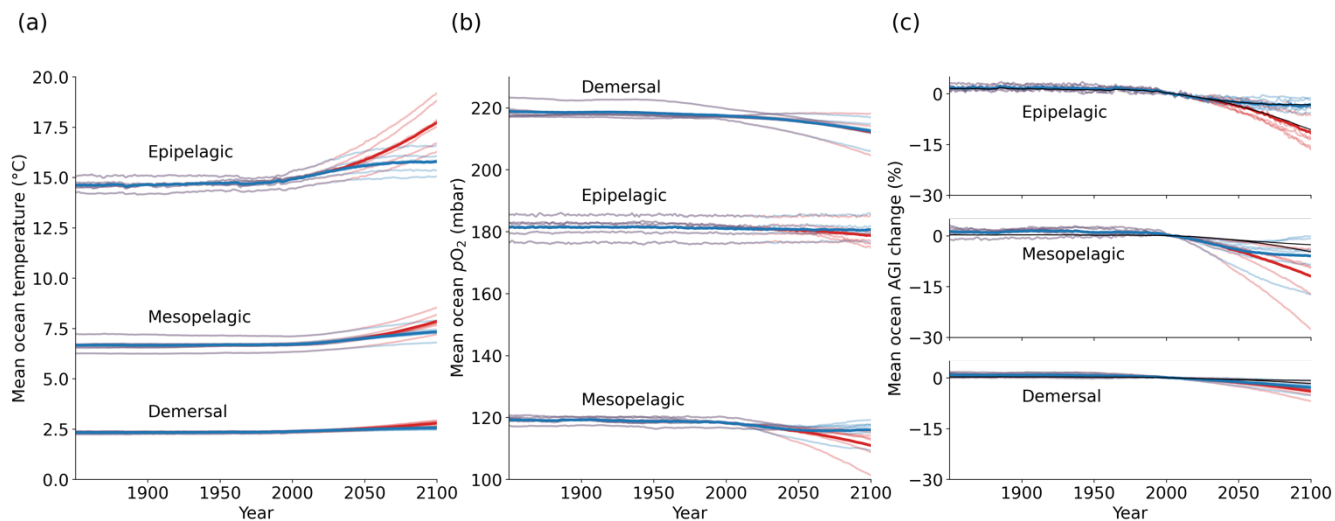 (a)
Mean ocean temperature (°C)
20.0
17.5
15.0
12.5
10.0
7.5
5.0
2.5
0.0
Epipelagic
Mesopelagic
Demersal
1900
1950
2000
2050
2100
Year
(b)
Mean ocean pO₂ (mbar)
220
200
180
160
140
120
100
Demersal
Epipelagic
Mesopelagic
1900
1950
2000
2050
2100
Year
(c)
Mean ocean AGI change (%)
0
−15
−30
Epipelagic
0
−15
−30
Mesopelagic
0
−15
−30
Demersal
1900
1950
2000
2050
2100
Year